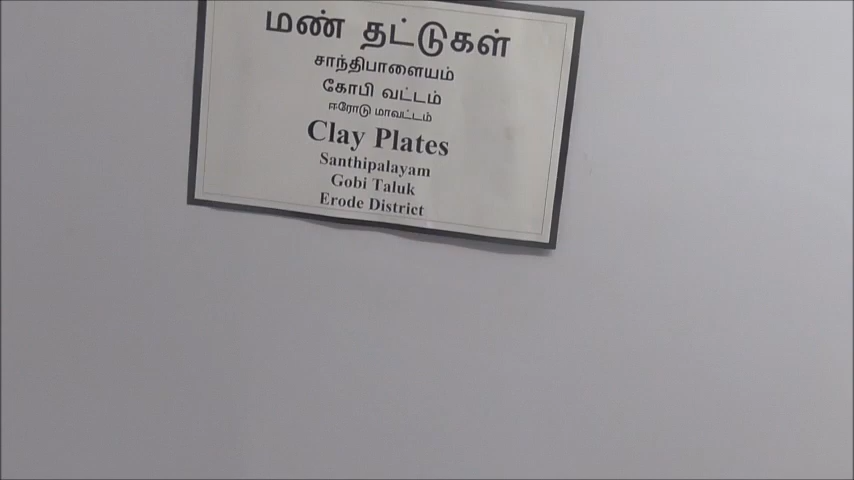 மண் தட்டுகள்
சாந்திபாளையம்
கோபி வட்டம்
ஈரோடு மாவட்டம்
Clay Plates
Santhipalayam
Gobi Taluk
Erode District